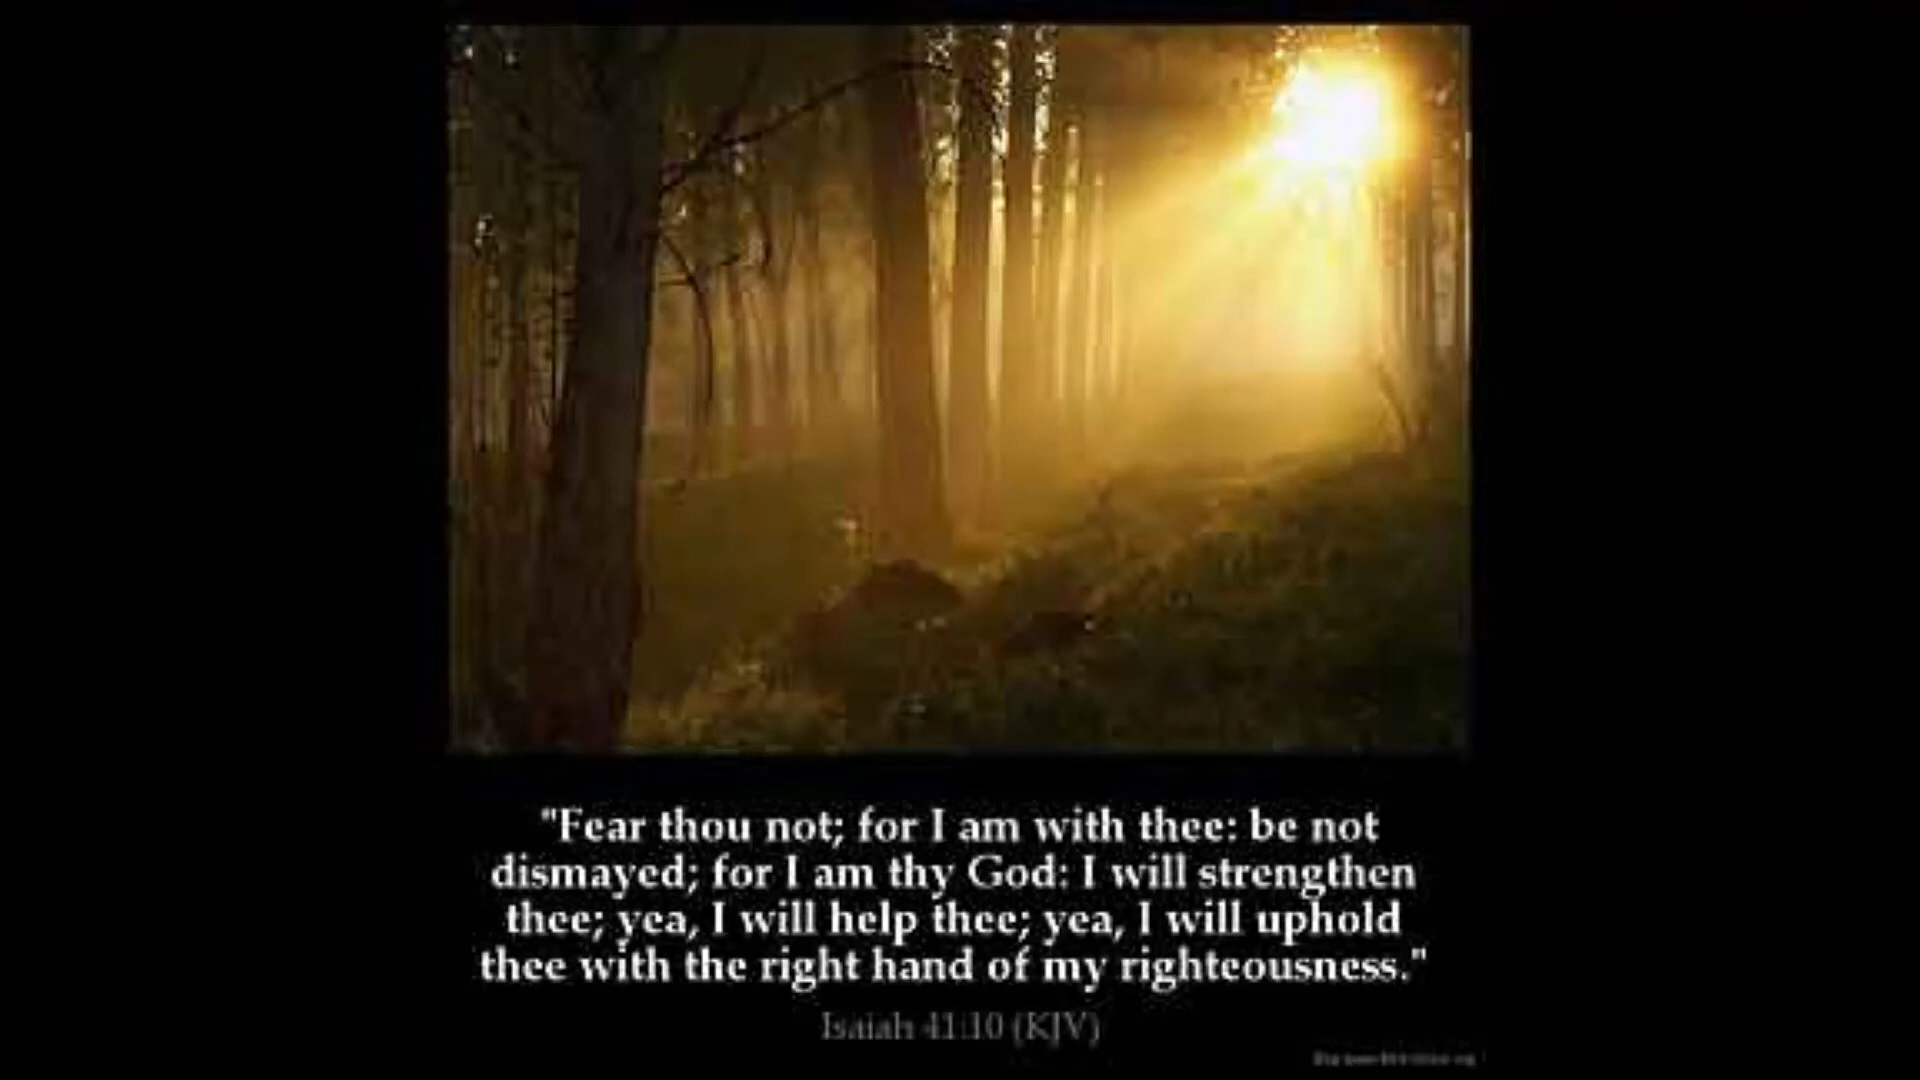 "Fear thou not; for I am with thee: be not
dismayed; for I am thy God: I will strengthen
thee; yea, I will help thee; yea, I will uphold
thee with the right hand of my righteousness."
Isaiah 41:10 (KJV)